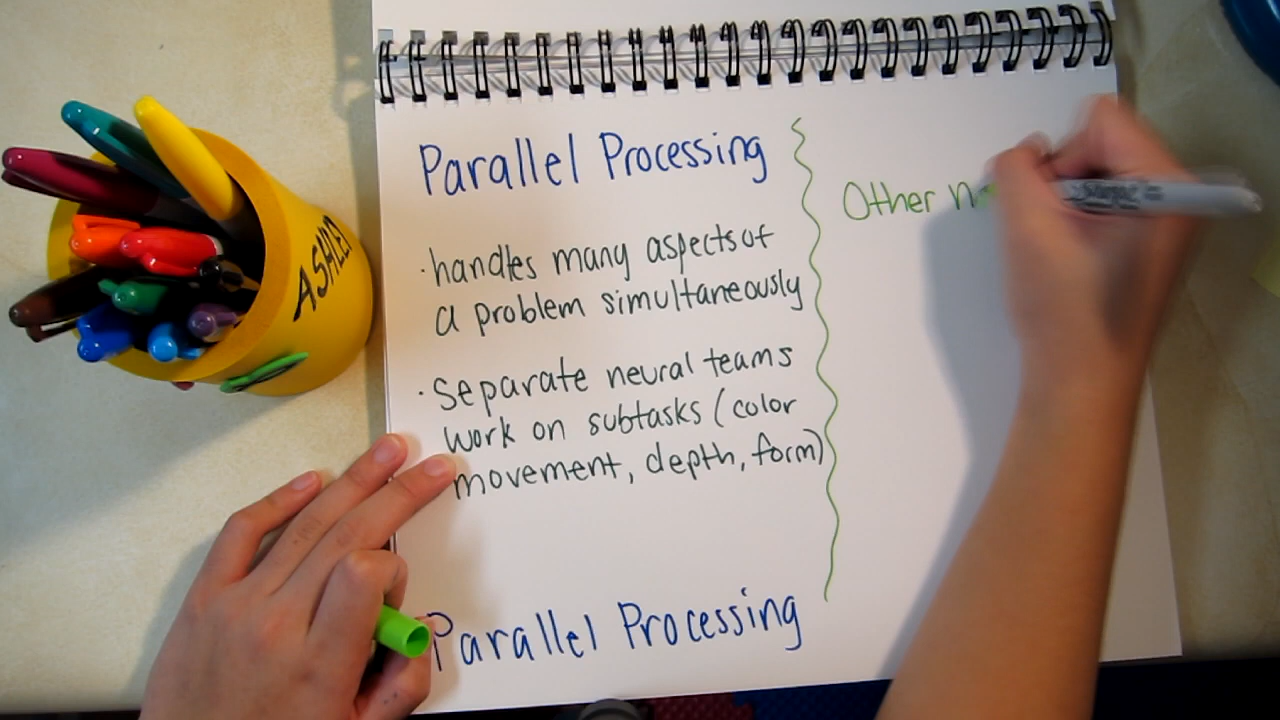 Parallel Processing
· handles many aspects of
a problem simultaneously
· Separate neural teams
work on subtasks (color
movement, depth, form)
Parallel Processing
Other
ASHLEY